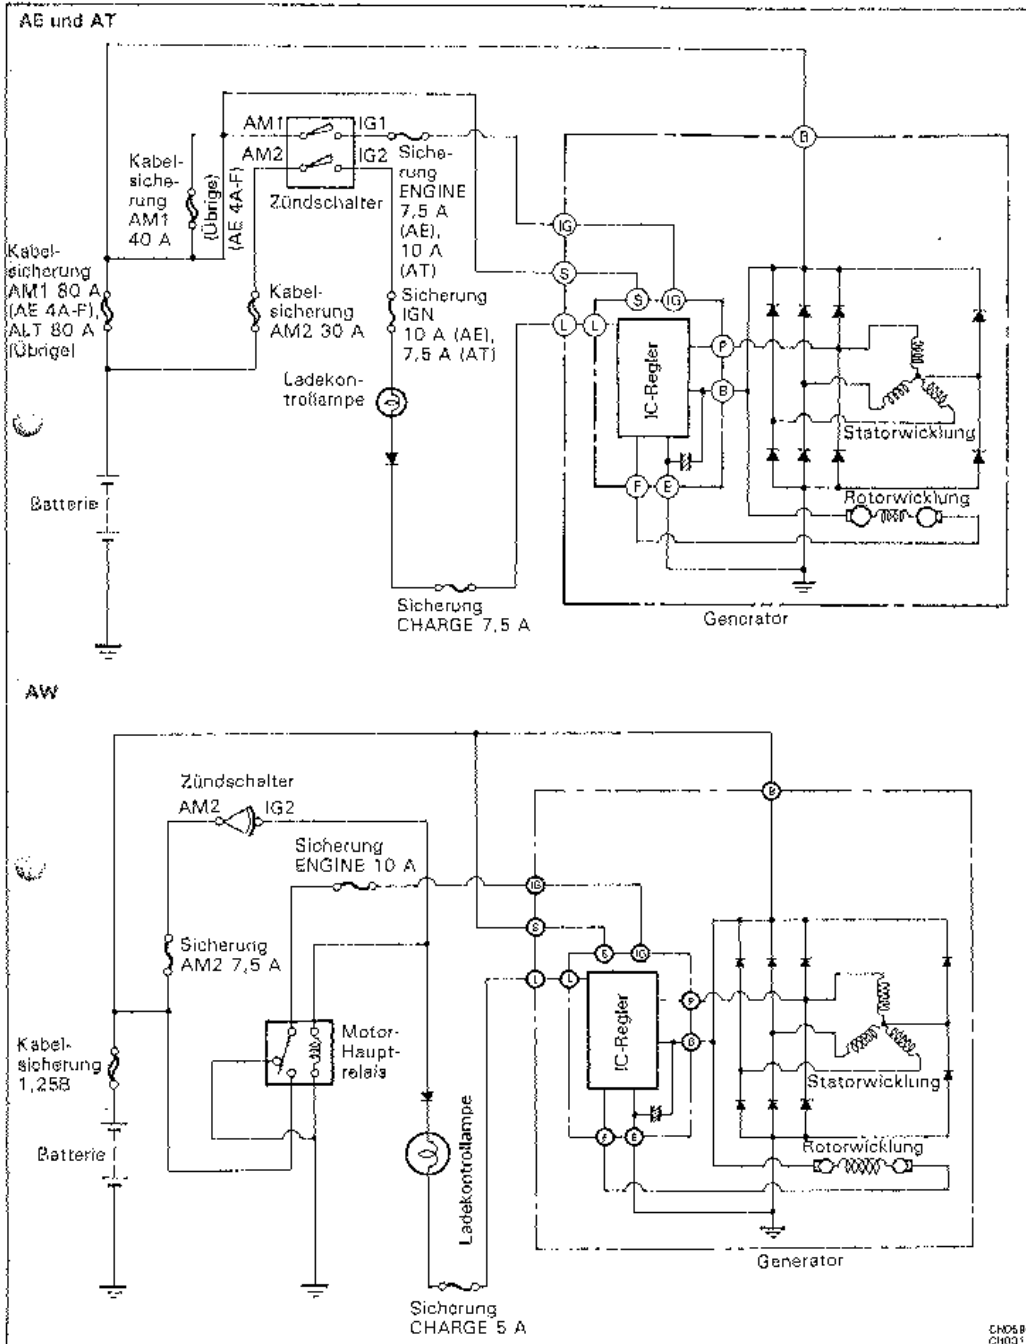 AE und AT
B
AM1
IG1
AM2
IG2
Zündschalter
Kabel-
siche-
rung
AM1
40 A
(Übrige)
(AE 4A-F)
Siche-
rung
ENGINE
7,5 A
(AE),
10 A
(AT)
Kabel-
sicherung
AM1 80 A
(AE 4A-F),
ALT 80 A
(Übrige)
Kabel-
sicherung
AM2 30 A
Sicherung
IGN
10 A (AE),
7,5 A (AT)
Ladekon-
trollampe
Batterie
Sicherung
CHARGE 7,5 A
IG
S
S
IG
L
L
P
B
IC-Regler
F
E
Statorwicklung
Rotorwicklung
Generator
AW
Zündschalter
AM2
IG2
B
Sicherung
ENGINE 10 A
Sicherung
AM2 7,5 A
Kabel-
sicherung
1,25B
Motor-
Haupt-
relais
Batterie
Ladekontrollampe
Sicherung
CHARGE 5 A
IG
S
S
IG
L
L
P
B
IC-Regler
F
E
Statorwicklung
Rotorwicklung
Generator